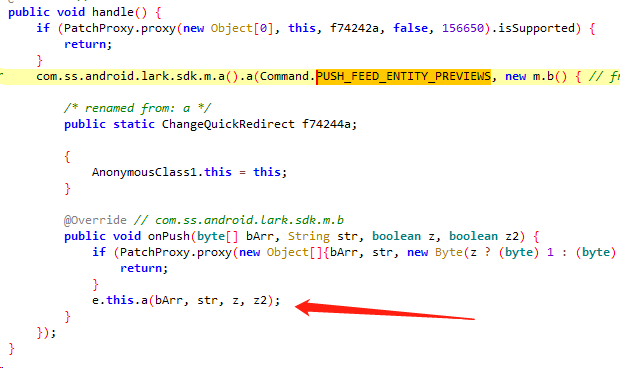 public void handle() {
if (PatchProxy.proxy(new Object[0], this, f74242a, false, 156650).isSupported) {
return;
}
com.ss.android.lark.sdk.m.a().a(Command.PUSH_FEED_ENTITY_PREVIEWS, new m.b() { // fr
/* renamed from: a */
public static ChangeQuickRedirect f74244a;
{
AnonymousClass1.this = this;
}
@Override // com.ss.android.lark.sdk.m.b
public void onPush(byte[] bArr, String str, boolean z, boolean z2) {
if (PatchProxy.proxy(new Object[]{bArr, str, new Byte(z ? (byte) 1 : (byte)
return;
}
e.this.a(bArr, str, z, z2);
}
});
}